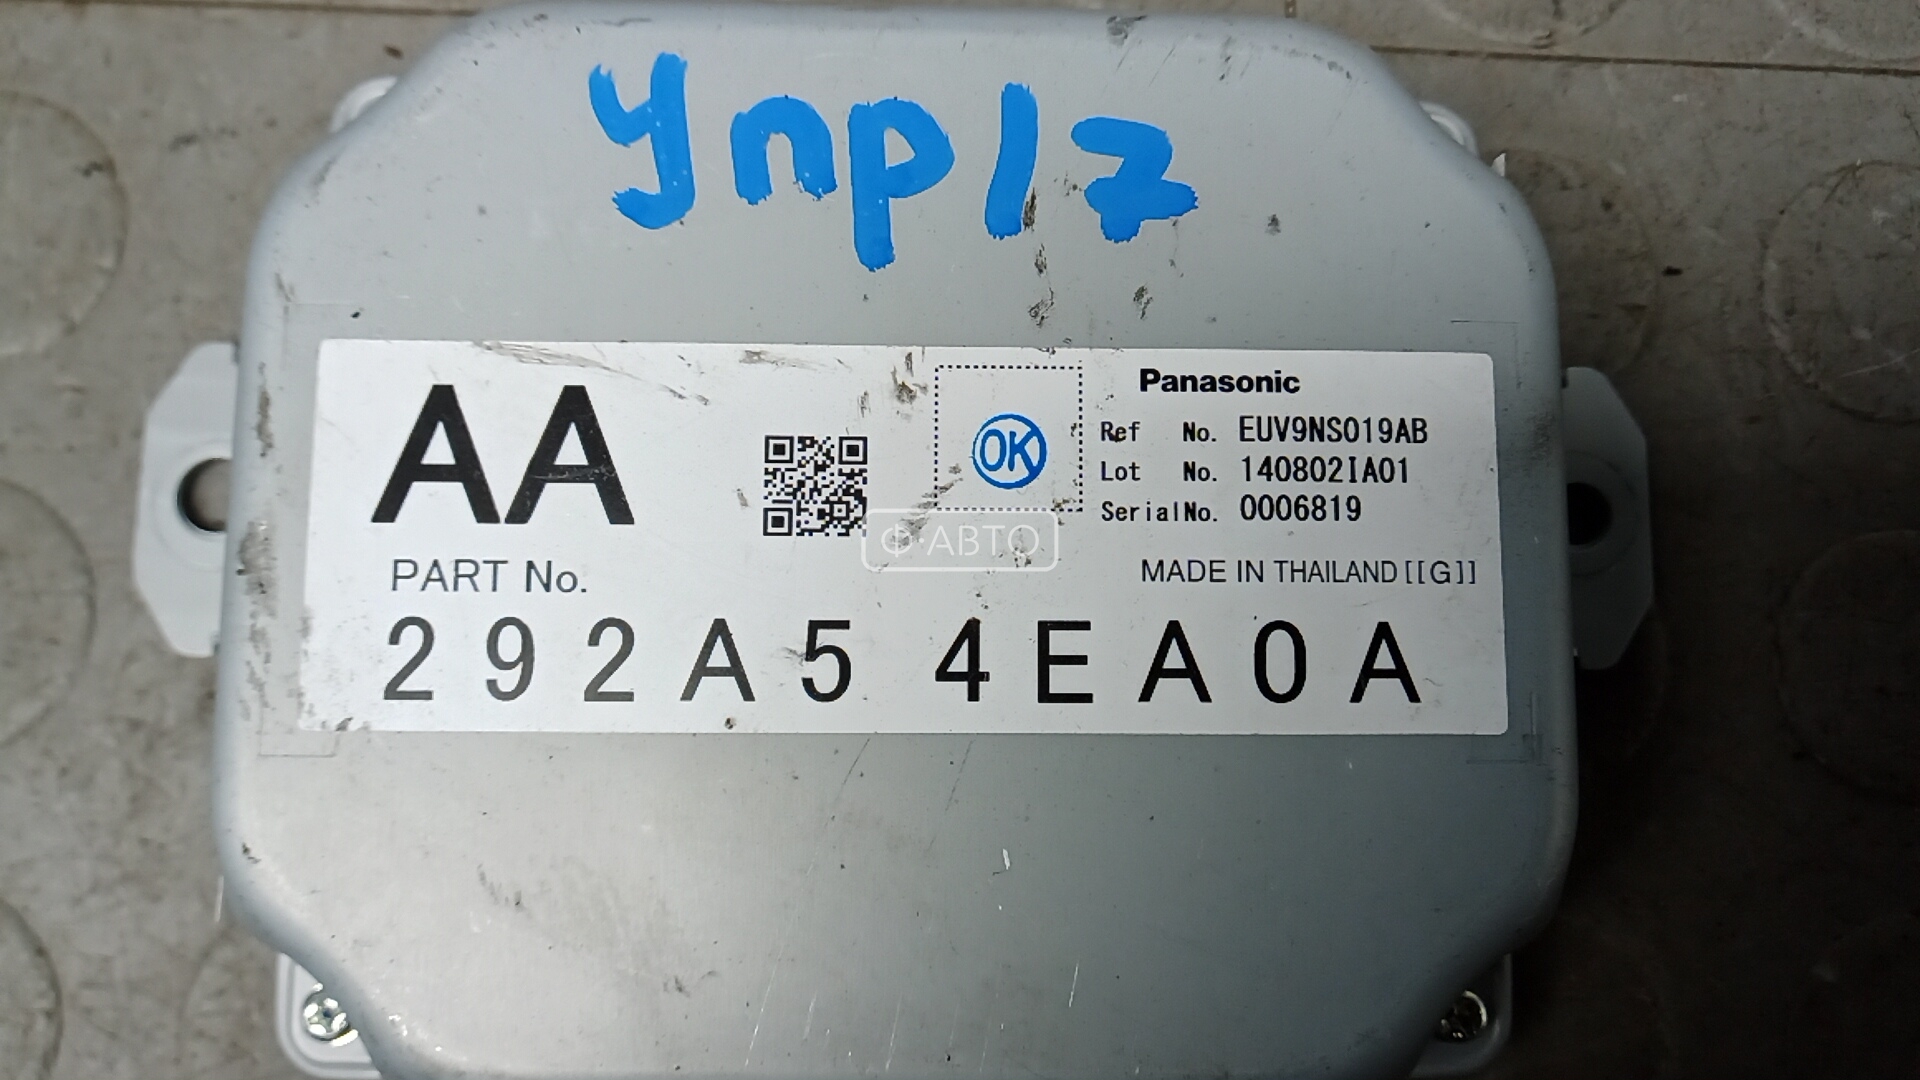 упр17
AA
OK
Panasonic
Ref No. EUV9NS019AB
Lot No. 140802IA01
Serial No. 0006819
Ф·АВТО
PART No.
MADE IN THAILAND [[G]]
292A5 4EA0A